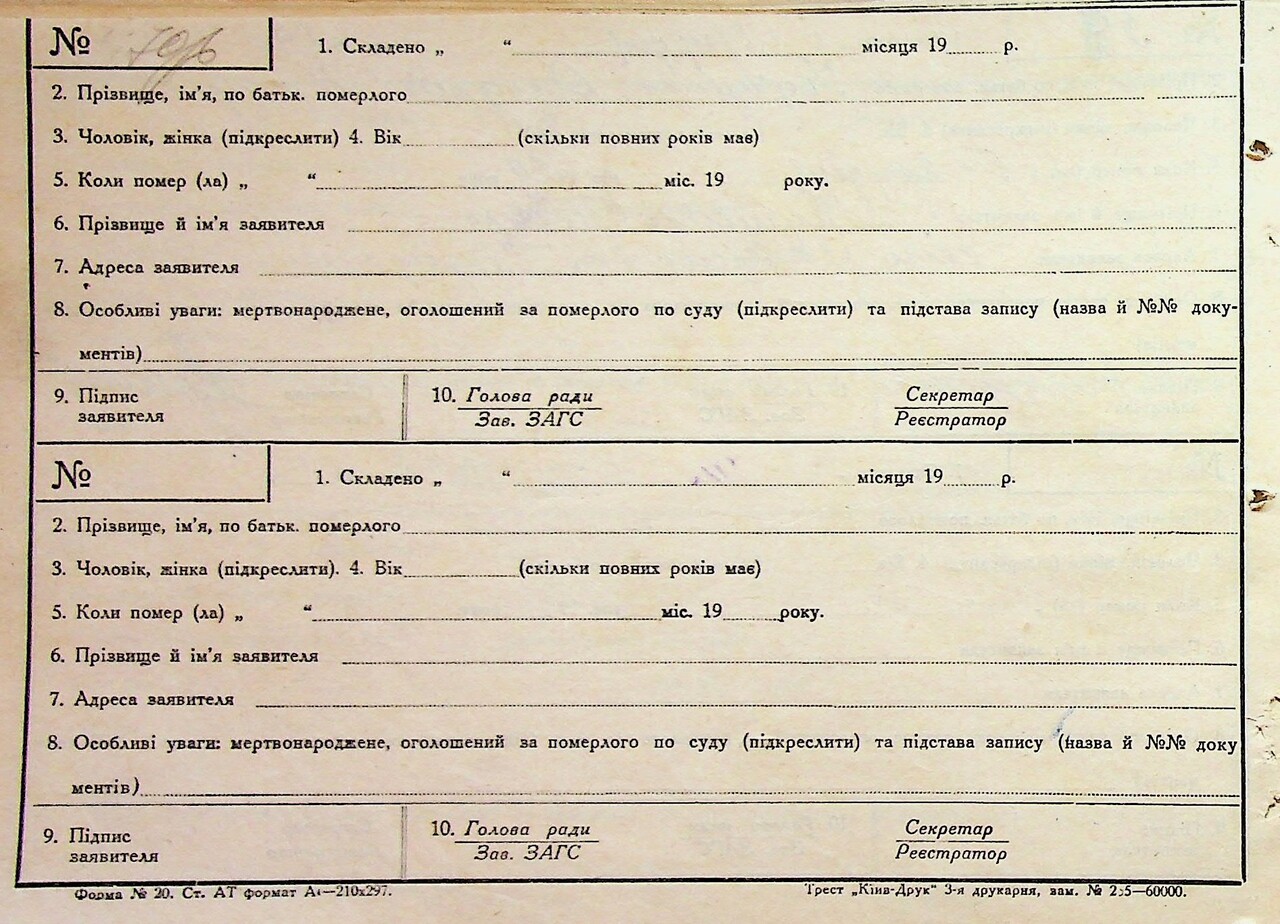 №
1. Складено „ “ місяця 19 р.
2. Прізвище, ім'я, по батьк. померлого
3. Чоловік, жінка (підкреслити) 4. Вік (скільки повних років має)
5. Коли помер (ла) „ “ міс. 19 року.
6. Прізвище й ім'я заявителя
7. Адреса заявителя
8. Особливі уваги: мертвонароджене, оголошений за померлого по суду (підкреслити) та підстава запису (назва й №№ доку-
ментів)
9. Підпис
заявителя
10. Голова ради
Зав. ЗАГС
Секретар
Реєстратор
№
1. Складено „ “ місяця 19 р.
2. Прізвище, ім'я, по батьк. померлого
3. Чоловік, жінка (підкреслити). 4. Вік (скільки повних років має)
5. Коли помер (ла) „ “ міс. 19 року.
6. Прізвище й ім'я заявителя
7. Адреса заявителя
8. Особливі уваги: мертвонароджене, оголошений за померлого по суду (підкреслити) та підстава запису (назва й №№ доку
ментів)
9. Підпис
заявителя
10. Голова ради
Зав. ЗАГС
Секретар
Реєстратор
Форма № 20. Ст. АТ формат А4—210х297.
Трест „Київ-Друк“ 3-я друкарня, зам. №